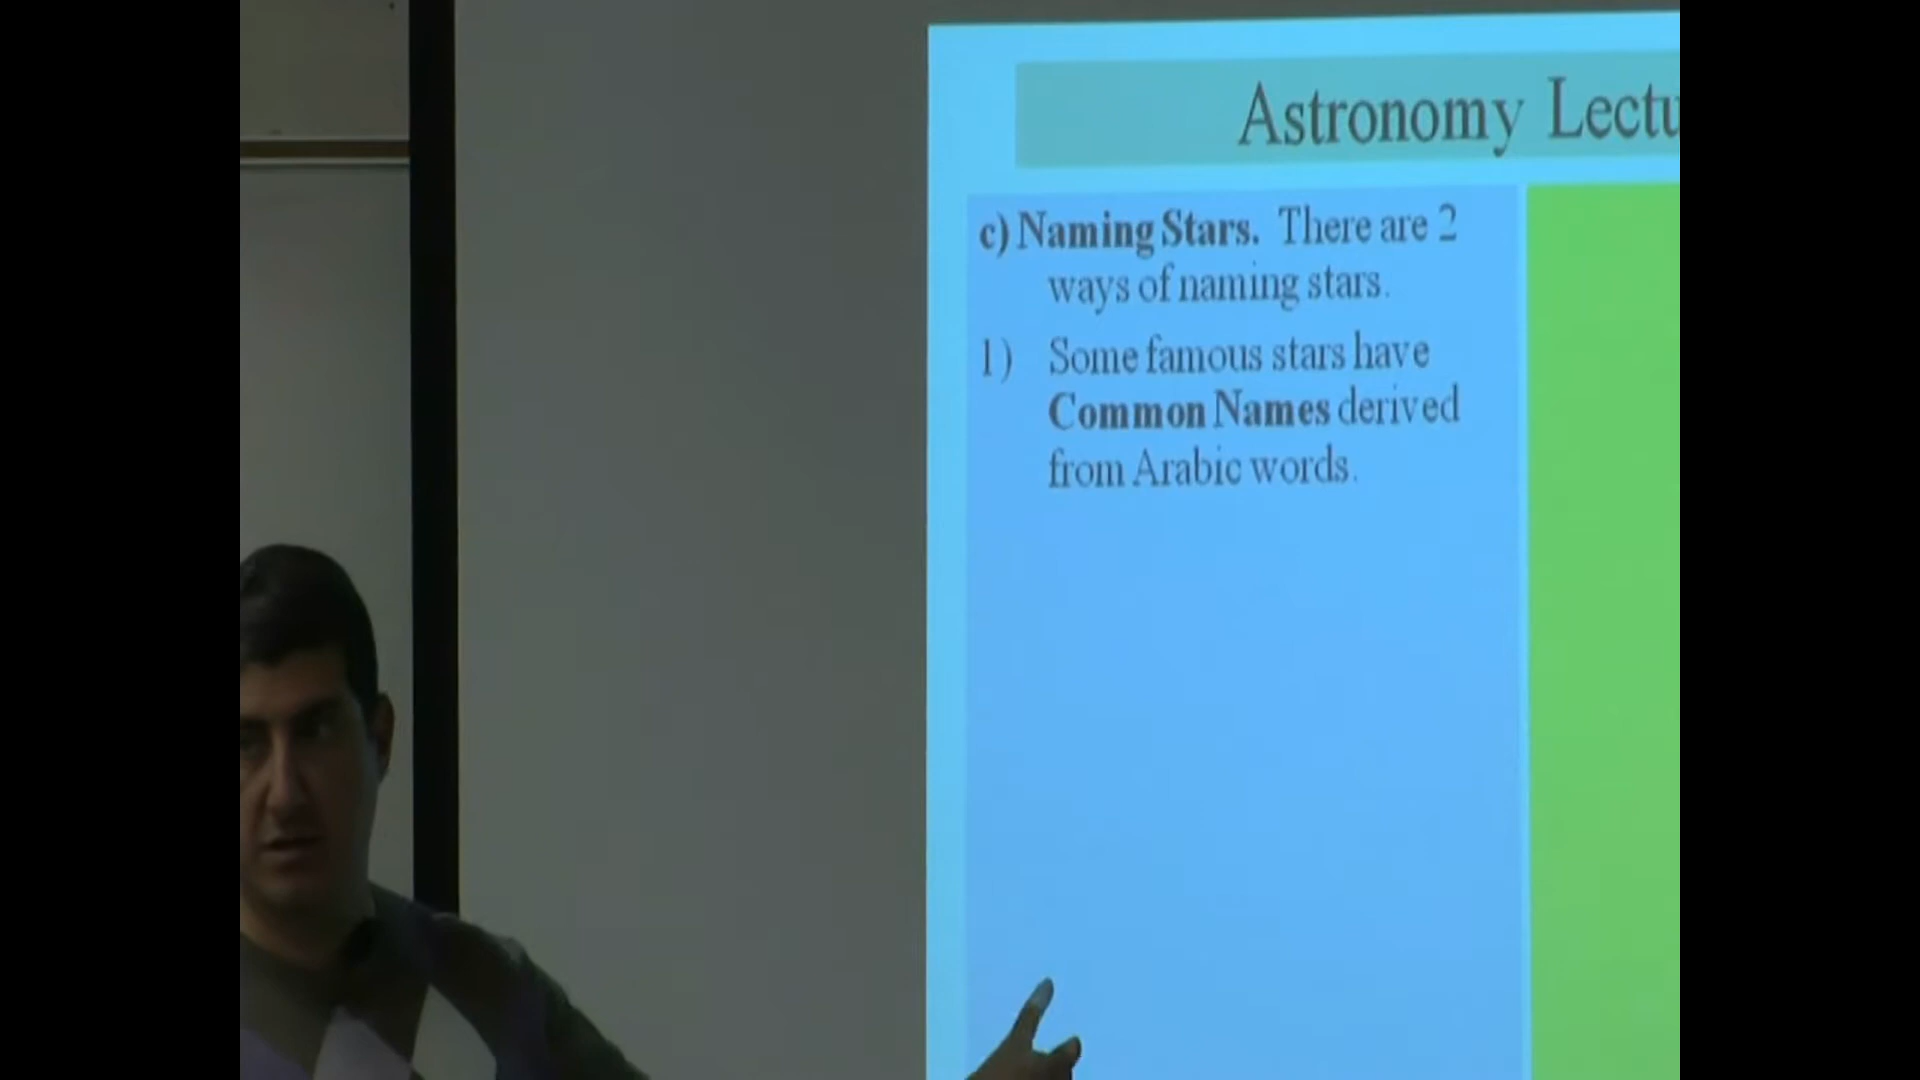 Astronomy Lectu
c) Naming Stars. There are 2
ways of naming stars.
1) Some famous stars have
Common Names derived
from Arabic words.